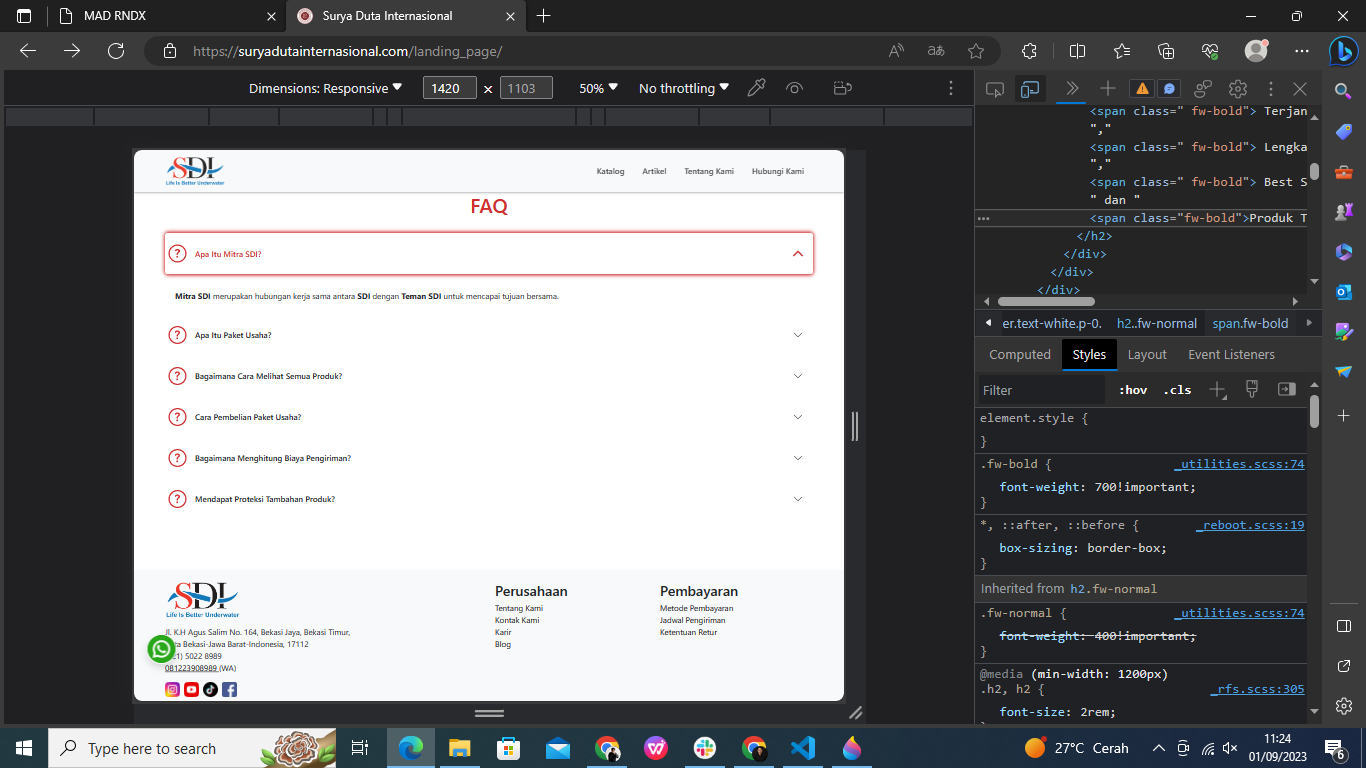 MAD RNDX
Surya Duta Internasional
https://suryadutainternasional.com/landing_page/
Dimensions: Responsive
1420 × 1103
50%
No throttling
SDI
Life Is Better Underwater
Katalog
Artikel
Tentang Kami
Hubungi Kami
FAQ
? Apa Itu Mitra SDI?
Mitra SDI merupakan hubungan kerja sama antara SDI dengan Teman SDI untuk mencapai tujuan bersama.
? Apa Itu Paket Usaha?
? Bagaimana Cara Melihat Semua Produk?
? Cara Pembelian Paket Usaha?
? Bagaimana Menghitung Biaya Pengiriman?
? Mendapat Proteksi Tambahan Produk?
SDI
Life Is Better Underwater
Jl. K.H Agus Salim No. 164, Bekasi Jaya, Bekasi Timur,
Bekasi-Jawa Barat-Indonesia, 17112
5022 8989
081223908989 (WA)
Perusahaan
Tentang Kami
Kontak Kami
Karir
Blog
Pembayaran
Metode Pembayaran
Jadwal Pengiriman
Ketentuan Retur
<span class=" fw-bold"> Terjan
","
<span class=" fw-bold"> Lengka
","
<span class=" fw-bold"> Best S
" dan "
<span class="fw-bold">Produk T
</h2>
</div>
</div>
</div>
er.text-white.p-0.
h2..fw-normal
span.fw-bold
Computed
Styles
Layout
Event Listeners
Filter
:hov
.cls
element.style {
}
.fw-bold {
_utilities.scss:74
font-weight: 700!important;
}
*, ::after, ::before {
_reboot.scss:19
box-sizing: border-box;
}
Inherited from h2.fw-normal
.fw-normal {
_utilities.scss:74
font-weight: 400!important;
}
@media (min-width: 1200px)
.h2, h2 {
_rfs.scss:305
font-size: 2rem;
Type here to search
27°C Cerah
11:24
01/09/2023
6